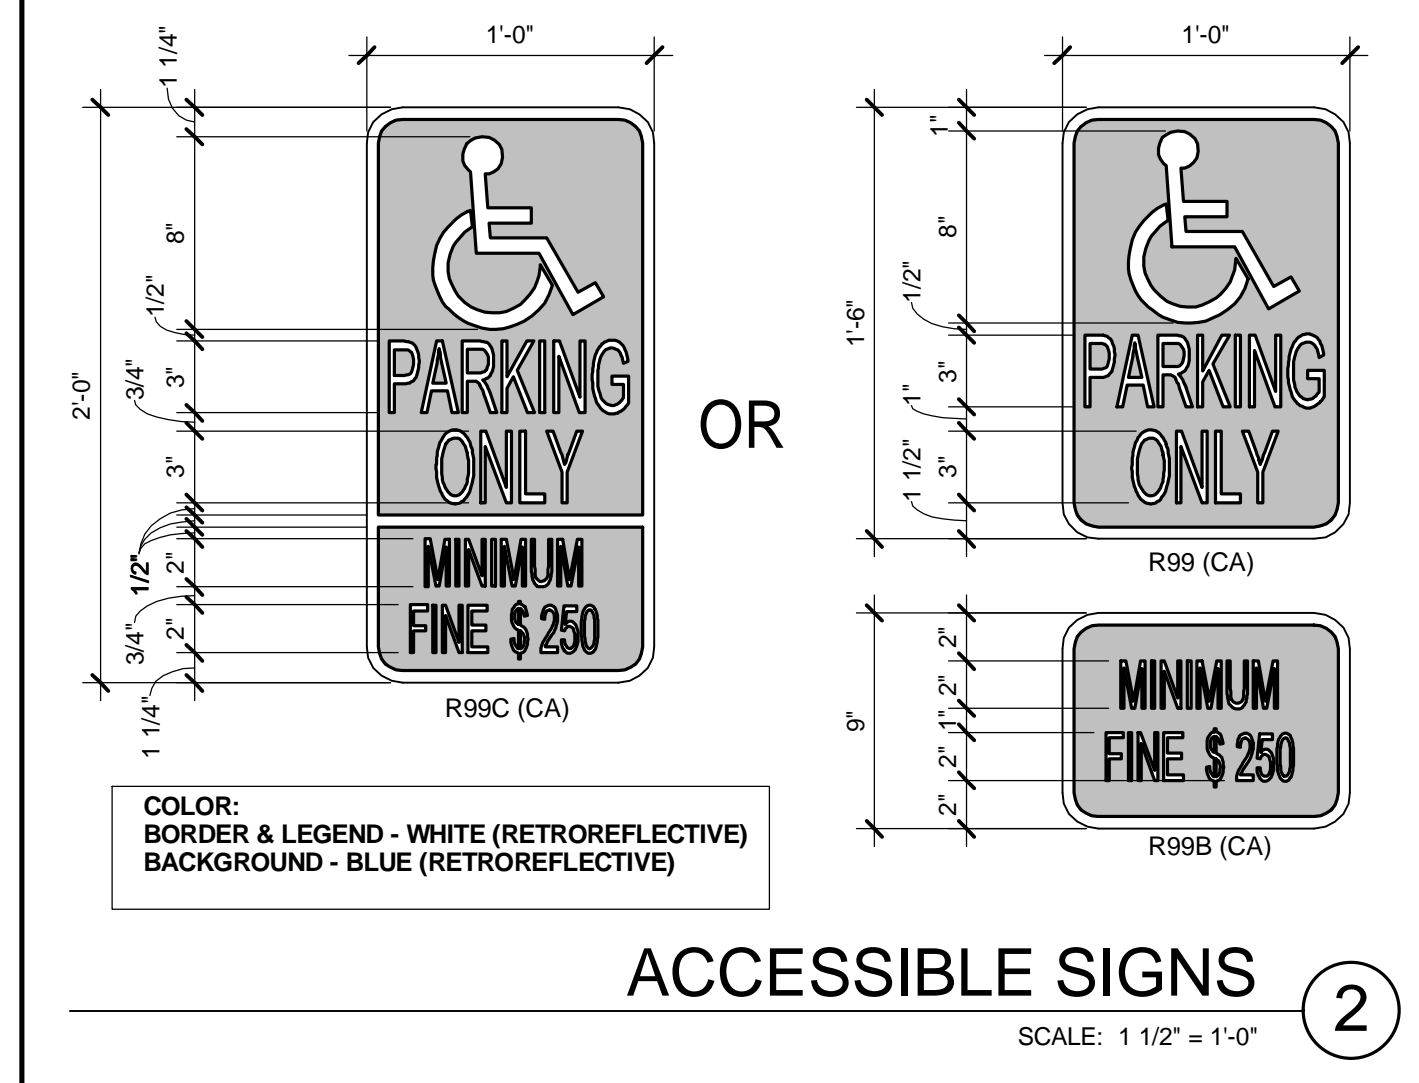 1'-0"
1 1/4"
8"
1/2"
3"
3/4"
3"
1/2"
2"
3/4"
2"
1 1/4"
2'-0"
PARKING
ONLY
MINIMUM
FINE $ 250
R99C (CA)
OR
1'-0"
1"
8"
1/2"
3"
1"
3"
1 1/2"
1'-6"
PARKING
ONLY
R99 (CA)
2"
2"
1"
2"
2"
9"
MINIMUM
FINE $ 250
R99B (CA)
COLOR:
BORDER & LEGEND - WHITE (RETROREFLECTIVE)
BACKGROUND - BLUE (RETROREFLECTIVE)
ACCESSIBLE SIGNS
2
SCALE: 1 1/2" = 1'-0"